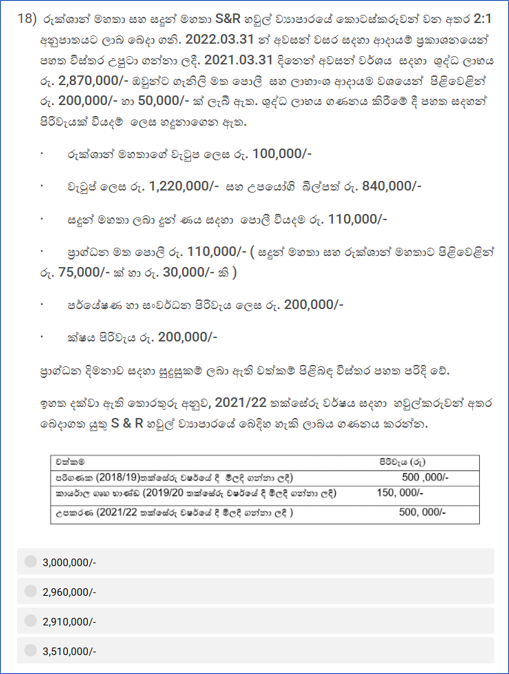 18) රුක්ශාන් මහතා සහ සදුන් මහතා S&R හවුල් ව්‍යාපාරයේ කොටස්කරුවන් වන අතර 2:1
අනුපාතයට ලාබ බෙදා ගනී. 2022.03.31 න් අවසන් වසර සදහා ආදායම් ප්‍රකාශනයෙන්
පහත විස්තර උපුටා ගන්නා ලදී. 2021.03.31 දිනෙන් අවසන් වර්ශය සදහා ශුද්ධ ලාභය
රු. 2,870,000/- ඔවුන්ට ගැනිලි මත පොලී සහ ලාභාංශ ආදායම වශයෙන් පිළිවෙළින්
රු. 200,000/- හා 50,000/- ක් ලැබී ඇත. ශුද්ධ ලාභය ගණනය කිරීමේ දී පහත සඳහන්
පිරිවැයක් වියදම් ලෙස හදුනාගෙන ඇත.
· රුක්ශාන් මහතාගේ වැටුප ලෙස රු. 100,000/-
· වැටුප් ලෙස රු. 1,220,000/- සහ උපයෝගි බිල්පත් රු. 840,000/-
· සදුන් මහතා ලබා දුන් ණය සදහා පොලී වියදම රු. 110,000/-
· ප්‍රාග්ධන මත පොලී රු. 110,000/- ( සදුන් මහතා සහ රුක්ශාන් මහතාට පිළිවෙළින්
රු. 75,000/- ක් හා රු. 30,000/- කි )
· පර්යේෂණ හා සංවර්ධන පිරිවැය ලෙස රු. 200,000/-
· ක්ෂය පිරිවැය රු. 200,000/-
ප්‍රාග්ධන දිමනාව සදහා සුදුසුකම් ලබා ඇති වත්කම් පිළිබඳ විස්තර පහත පරිදි වේ.
ඉහත දක්වා ඇති තොරතුරු අනුව, 2021/22 තක්සේරු වර්ෂය සදහා හවුල්කරුවන් අතර
බෙදාගත යුතු S & R හවුල් ව්‍යාපාරයේ බෙදිය හැකි ලාබය ගණනය කරන්න.
වත්කම පිරිවැය (රු)
පරිගණක (2018/19)තක්සේරු වර්ෂයේ දී මිලදී ගන්නා ලදී) 500 ,000/-
කාර්යාල ගෘහ භාණ්ඩ (2019/20 තක්සේරු වර්ෂයේ දී මිලදී ගන්නා ලදී) 150, 000/-
උපකරණ (2021/22 තක්සේරු වර්ෂයේ දී මිලදී ගන්නා ලදී ) 500, 000/-
3,000,000/-
2,960,000/-
2,910,000/-
3,510,000/-